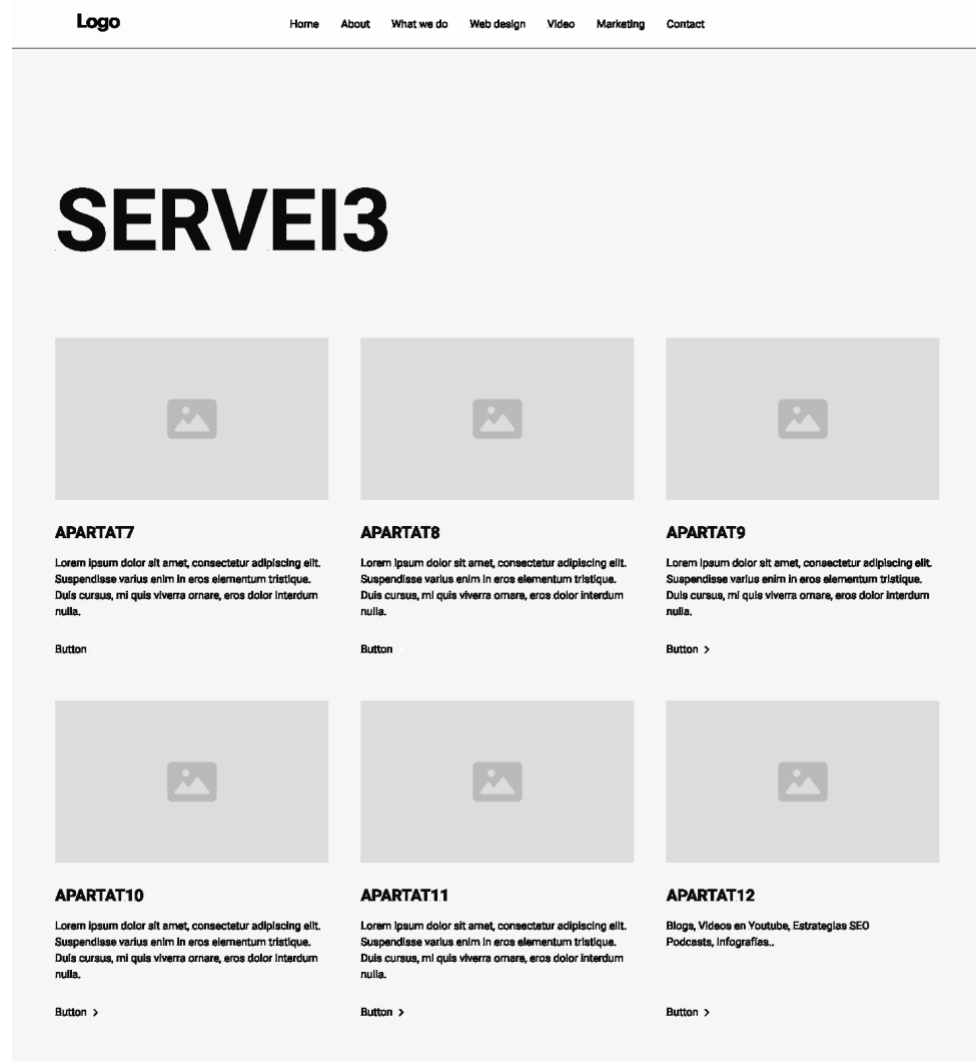 Logo
Home About What we do Web design Video Marketing Contact
SERVEI3
APARTAT7
Lorem ipsum dolor sit amet, consectetur adipiscing elit.
Suspendisse varius enim in eros elementum tristique.
Duis cursus, mi quis viverra ornare, eros dolor interdum
nulla.
Button
APARTAT8
Lorem ipsum dolor sit amet, consectetur adipiscing elit.
Suspendisse varius enim in eros elementum tristique.
Duis cursus, mi quis viverra ornare, eros dolor interdum
nulla.
Button
APARTAT9
Lorem ipsum dolor sit amet, consectetur adipiscing elit.
Suspendisse varius enim in eros elementum tristique.
Duis cursus, mi quis viverra ornare, eros dolor interdum
nulla.
Button >
APARTAT10
Lorem ipsum dolor sit amet, consectetur adipiscing elit.
Suspendisse varius enim in eros elementum tristique.
Duis cursus, mi quis viverra ornare, eros dolor interdum
nulla.
Button >
APARTAT11
Lorem ipsum dolor sit amet, consectetur adipiscing elit.
Suspendisse varius enim in eros elementum tristique.
Duis cursus, mi quis viverra ornare, eros dolor interdum
nulla.
Button >
APARTAT12
Blogs, Videos en Youtube, Estrategias SEO
Podcasts, Infografías..
Button >